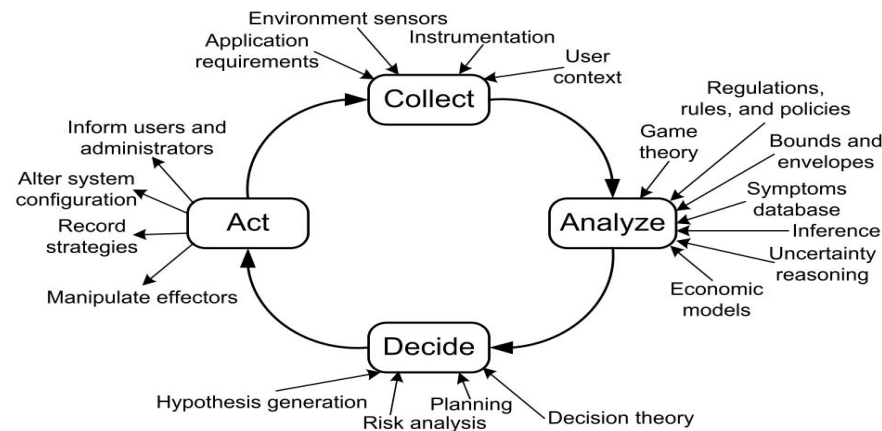 Environment sensors
Application
requirements
Instrumentation
User
context
Collect
Regulations,
rules, and policies
Game
theory
Bounds and
envelopes
Symptoms
database
Inference
Uncertainty
reasoning
Economic
models
Analyze
Inform users and
administrators
Alter system
configuration
Record
strategies
Manipulate effectors
Act
Decide
Hypothesis generation
Risk analysis
Planning
Decision theory